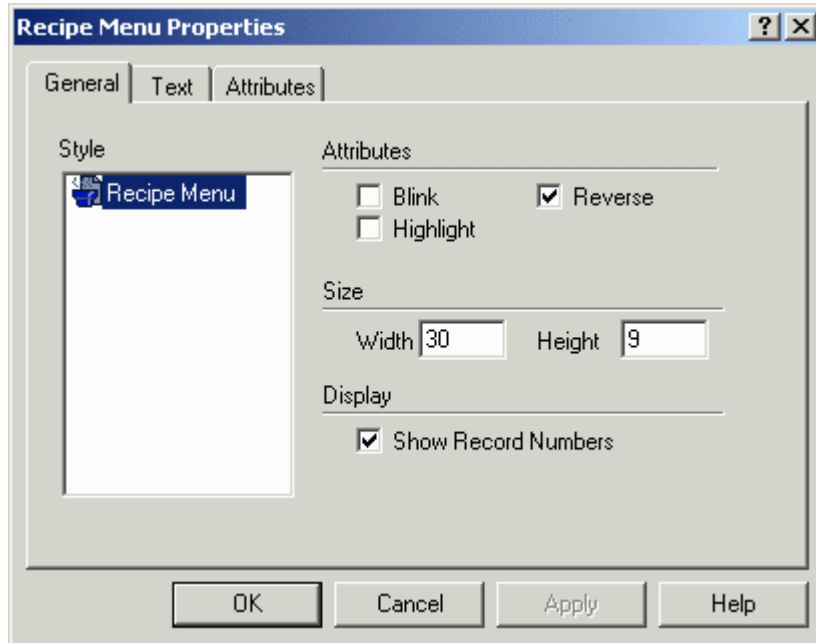 Recipe Menu Properties
General Text Attributes
Style
Recipe Menu
Attributes
Blink Reverse
Highlight
Size
Width 30 Height 9
Display
Show Record Numbers
OK Cancel Apply Help